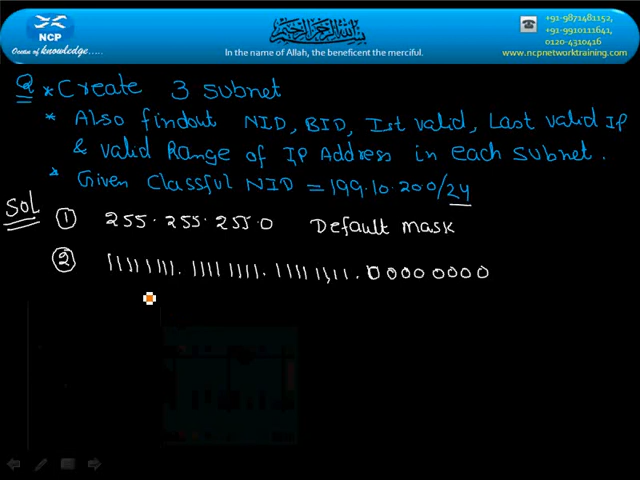 NCP
Ocean of knowledge.....
بسم الله الرحمن الرحيم
In the name of Allah, the beneficent the merciful.
+91-9871481152,
+91-9910111641,
0120-4310416
www.ncpnetworktraining.com
Q * Create 3 subnet
* Also findout NID, BID, Ist valid, Last valid IP
& valid Range of IP Address in each subnet.
* Given Classful NID = 199.10.200/24
Sol
① 255.255.255.0 Default mask
② 11111111.11111111.11111111.00000000